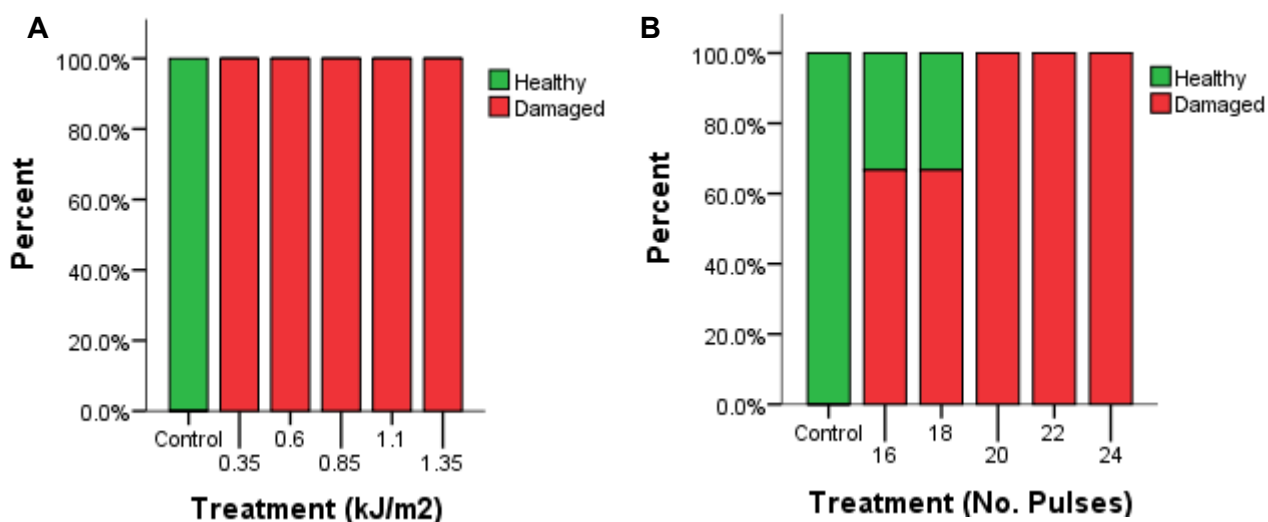 A
100.0%
80.0%
60.0%
40.0%
20.0%
0.0%
Percent
Control
0.35
0.6
0.85
1.1
1.35
Treatment (kJ/m2)
Healthy
Damaged
B
100.0%
80.0%
60.0%
40.0%
20.0%
0.0%
Percent
Control
16
18
20
22
24
Treatment (No. Pulses)
Healthy
Damaged